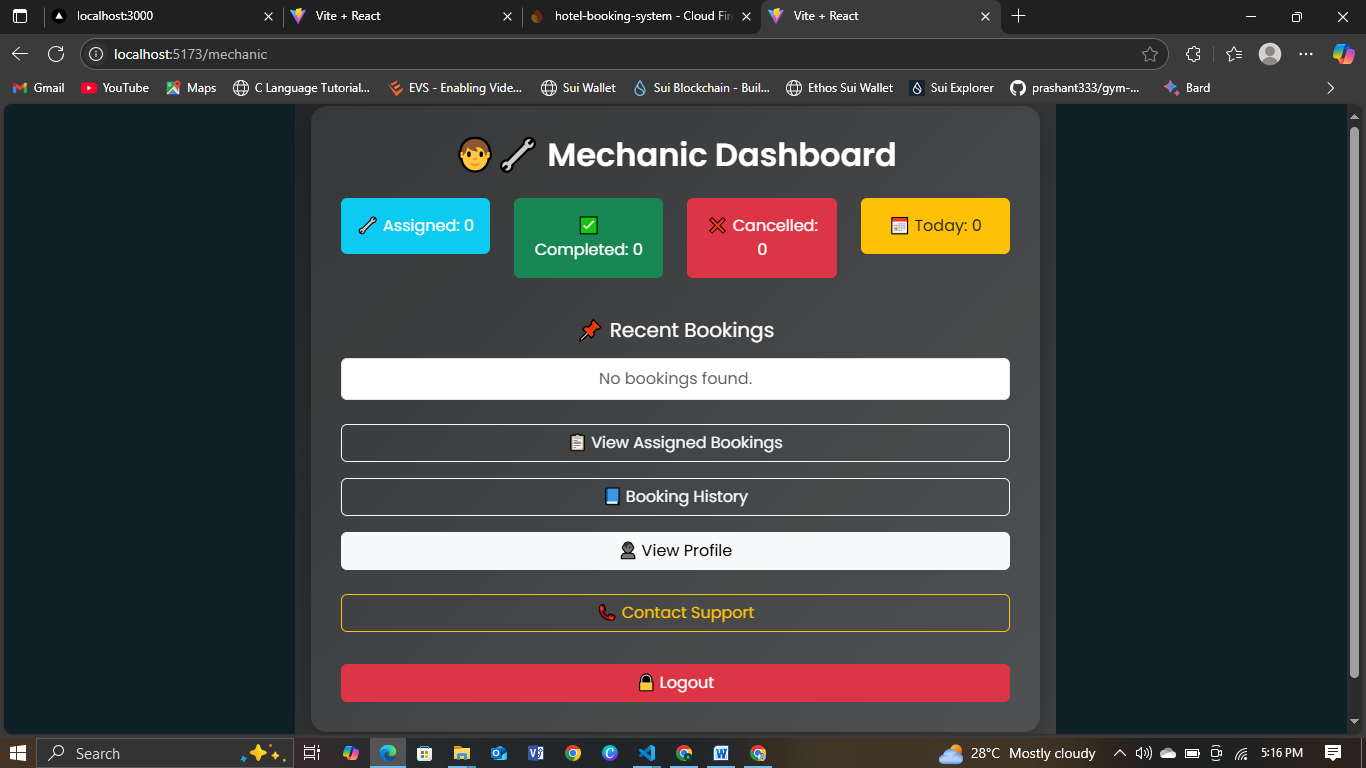 localhost:3000
Vite + React
hotel-booking-system - Cloud Fir
Vite + React
localhost:5173/mechanic
Gmail
YouTube
Maps
C Language Tutorial...
EVS - Enabling Vide...
Sui Wallet
Sui Blockchain - Buil...
Ethos Sui Wallet
Sui Explorer
prashant333/gym-...
Bard
Mechanic Dashboard
Assigned: 0
Completed: 0
Cancelled:
0
Today: 0
Recent Bookings
No bookings found.
View Assigned Bookings
Booking History
View Profile
Contact Support
Logout
Search
28°C Mostly cloudy
5:16 PM